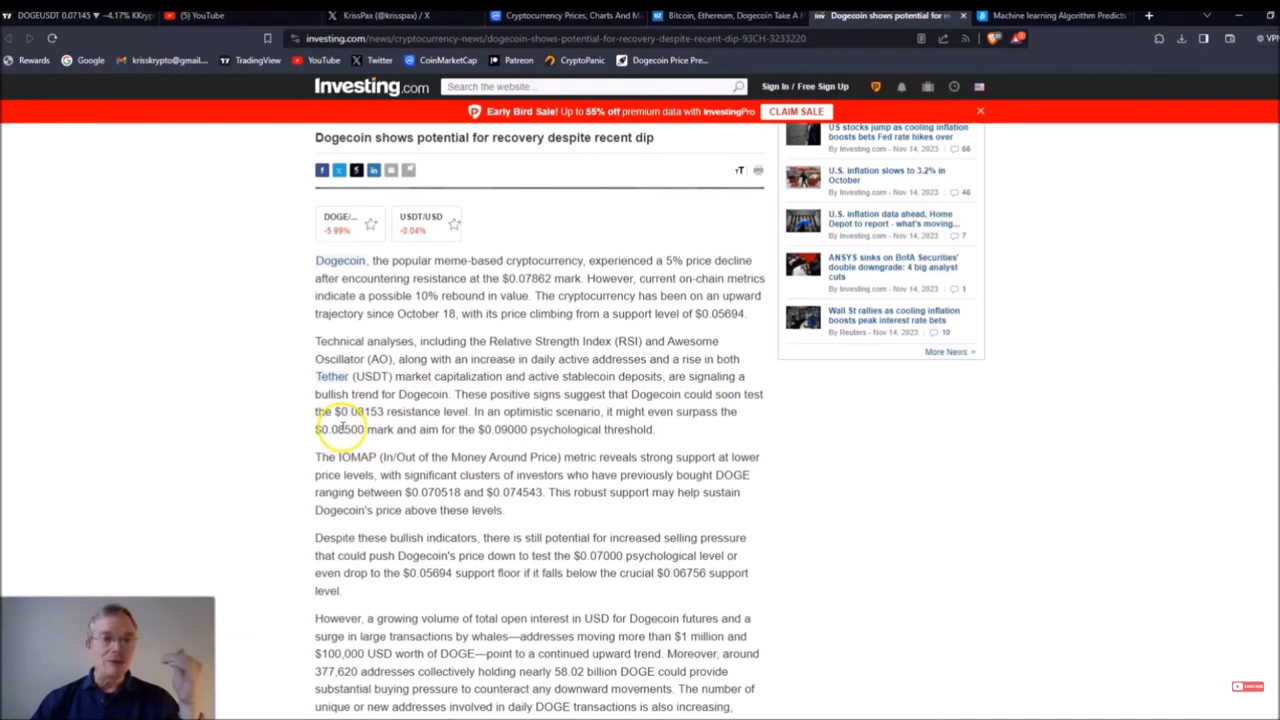 DOGEUSDT 0.07145 ▼ −4.17% KKryp
(5) YouTube
KrissPax (@krisspax) / X
Cryptocurrency Prices, Charts And M
Bitcoin, Ethereum, Dogecoin Take A H
Dogecoin shows potential for re
Machine learning Algorithm Predicts
investing.com/news/cryptocurrency-news/dogecoin-shows-potential-for-recovery-despite-recent-dip-93CH-3233220
VPN
Rewards
Google
krisskrypto@gmail....
TradingView
YouTube
Twitter
CoinMarketCap
Patreon
CryptoPanic
Dogecoin Price Pre...
Investing.com
Search the website...
Sign In / Free Sign Up
Early Bird Sale! Up to 55% off premium data with InvestingPro
CLAIM SALE
Dogecoin shows potential for recovery despite recent dip
DOGE/...
-5.99%
USDT/USD
-0.04%
Dogecoin, the popular meme-based cryptocurrency, experienced a 5% price decline
after encountering resistance at the $0.07862 mark. However, current on-chain metrics
indicate a possible 10% rebound in value. The cryptocurrency has been on an upward
trajectory since October 18, with its price climbing from a support level of $0.05694.
Technical analyses, including the Relative Strength Index (RSI) and Awesome
Oscillator (AO), along with an increase in daily active addresses and a rise in both
Tether (USDT) market capitalization and active stablecoin deposits, are signaling a
bullish trend for Dogecoin. These positive signs suggest that Dogecoin could soon test
the $0.08153 resistance level. In an optimistic scenario, it might even surpass the
$0.08500 mark and aim for the $0.09000 psychological threshold.
The IOMAP (In/Out of the Money Around Price) metric reveals strong support at lower
price levels, with significant clusters of investors who have previously bought DOGE
ranging between $0.070518 and $0.074543. This robust support may help sustain
Dogecoin's price above these levels.
Despite these bullish indicators, there is still potential for increased selling pressure
that could push Dogecoin's price down to test the $0.07000 psychological level or
even drop to the $0.05694 support floor if it falls below the crucial $0.06756 support
level.
However, a growing volume of total open interest in USD for Dogecoin futures and a
surge in large transactions by whales—addresses moving more than $1 million and
$100,000 USD worth of DOGE—point to a continued upward trend. Moreover, around
377,620 addresses collectively holding nearly 58.02 billion DOGE could provide
substantial buying pressure to counteract any downward movements. The number of
unique or new addresses involved in daily DOGE transactions is also increasing,
US stocks jump as cooling inflation
boosts bets Fed rate hikes over
By Investing.com - Nov 14, 2023 66
U.S. inflation slows to 3.2% in
October
By Investing.com - Nov 14, 2023 46
U.S. inflation data ahead, Home
Depot to report - what's moving...
By Investing.com - Nov 14, 2023 7
ANSYS sinks on BofA Securities'
double downgrade: 4 big analyst
cuts
By Investing.com - Nov 14, 2023 1
Wall St rallies as cooling inflation
boosts peak interest rate bets
By Reuters - Nov 14, 2023 10
More News »
SUBSCRIBE